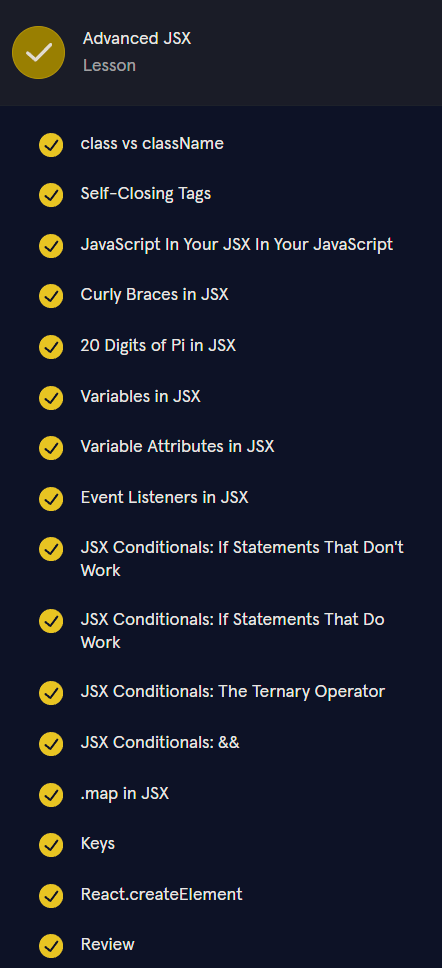 Advanced JSX
Lesson
class vs className
Self-Closing Tags
JavaScript In Your JSX In Your JavaScript
Curly Braces in JSX
20 Digits of Pi in JSX
Variables in JSX
Variable Attributes in JSX
Event Listeners in JSX
JSX Conditionals: If Statements That Don't
Work
JSX Conditionals: If Statements That Do
Work
JSX Conditionals: The Ternary Operator
JSX Conditionals: &&
.map in JSX
Keys
React.createElement
Review